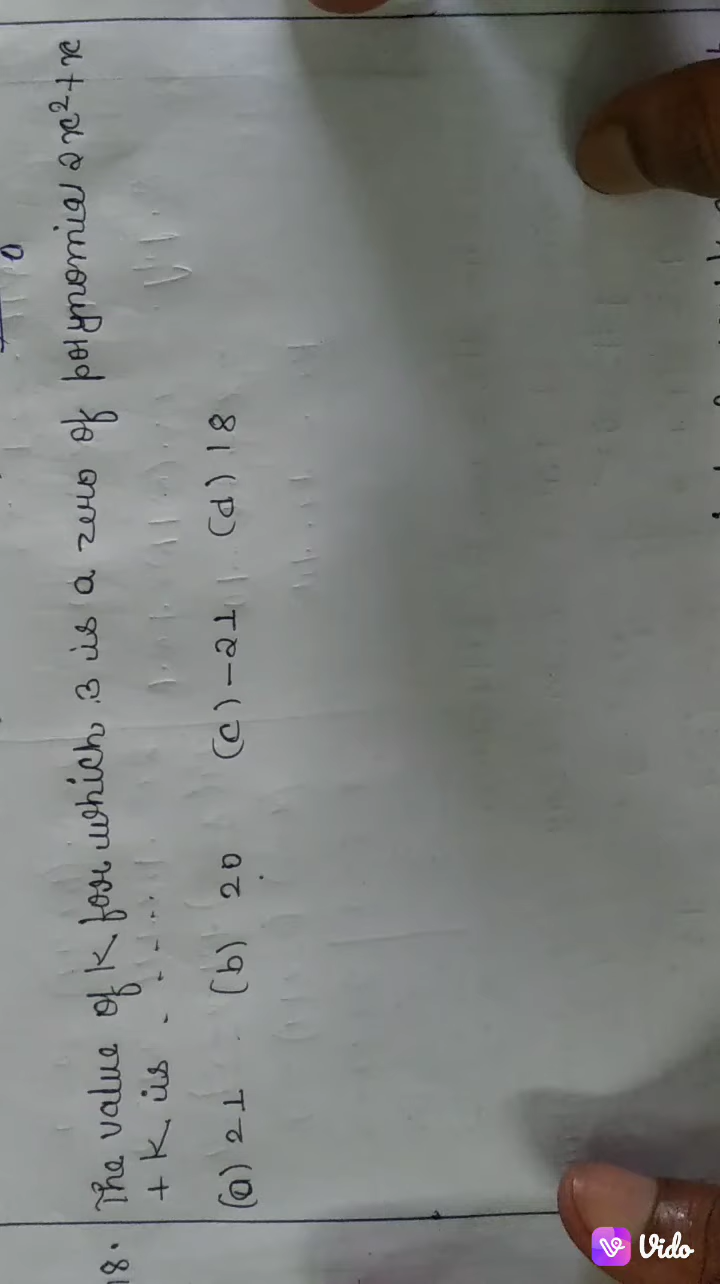 18. The value of k for which 3 is a zero of polynomial 2x²+x
+ k is . - - - - .
(a) 21 (b) 20 (c) -21 (d) 18
Vido